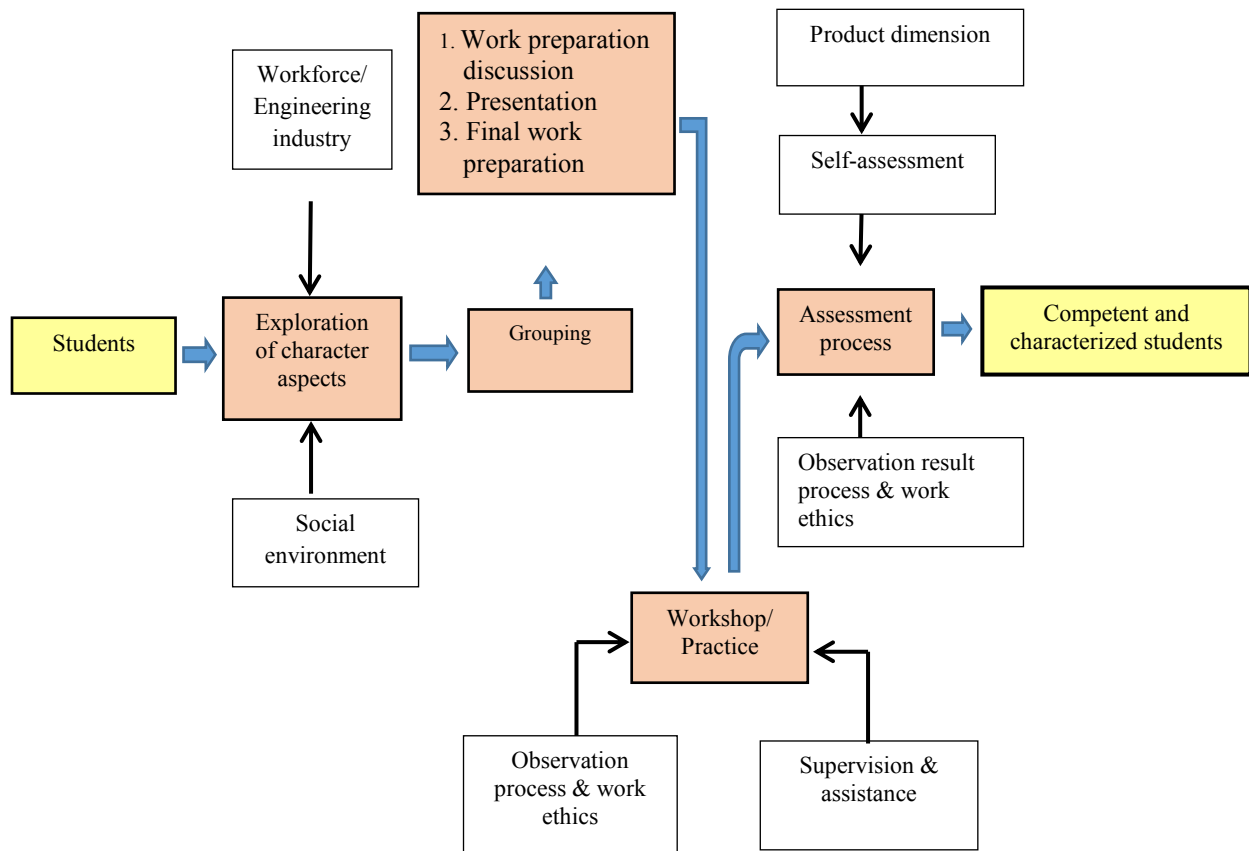 Workforce/
Engineering
industry
1. Work preparation
discussion
2. Presentation
3. Final work
preparation
Product dimension
Self-assessment
Students
Exploration
of character
aspects
Grouping
Assessment
process
Competent and
characterized students
Social
environment
Observation result
process & work
ethics
Workshop/
Practice
Observation
process & work
ethics
Supervision &
assistance